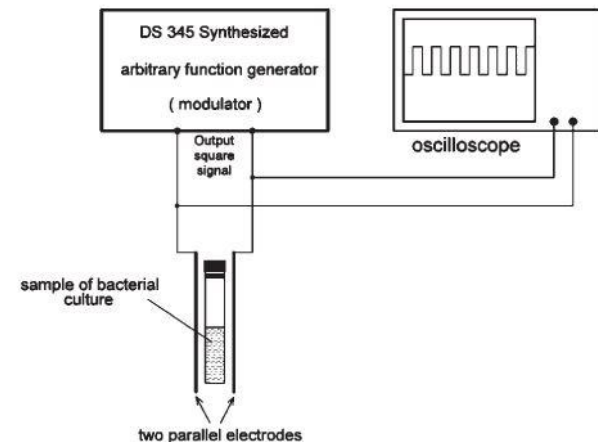 DS 345 Synthesized
arbitrary function generator
( modulator )
Output
square
signal
oscilloscope
sample of bacterial
culture
two parallel electrodes